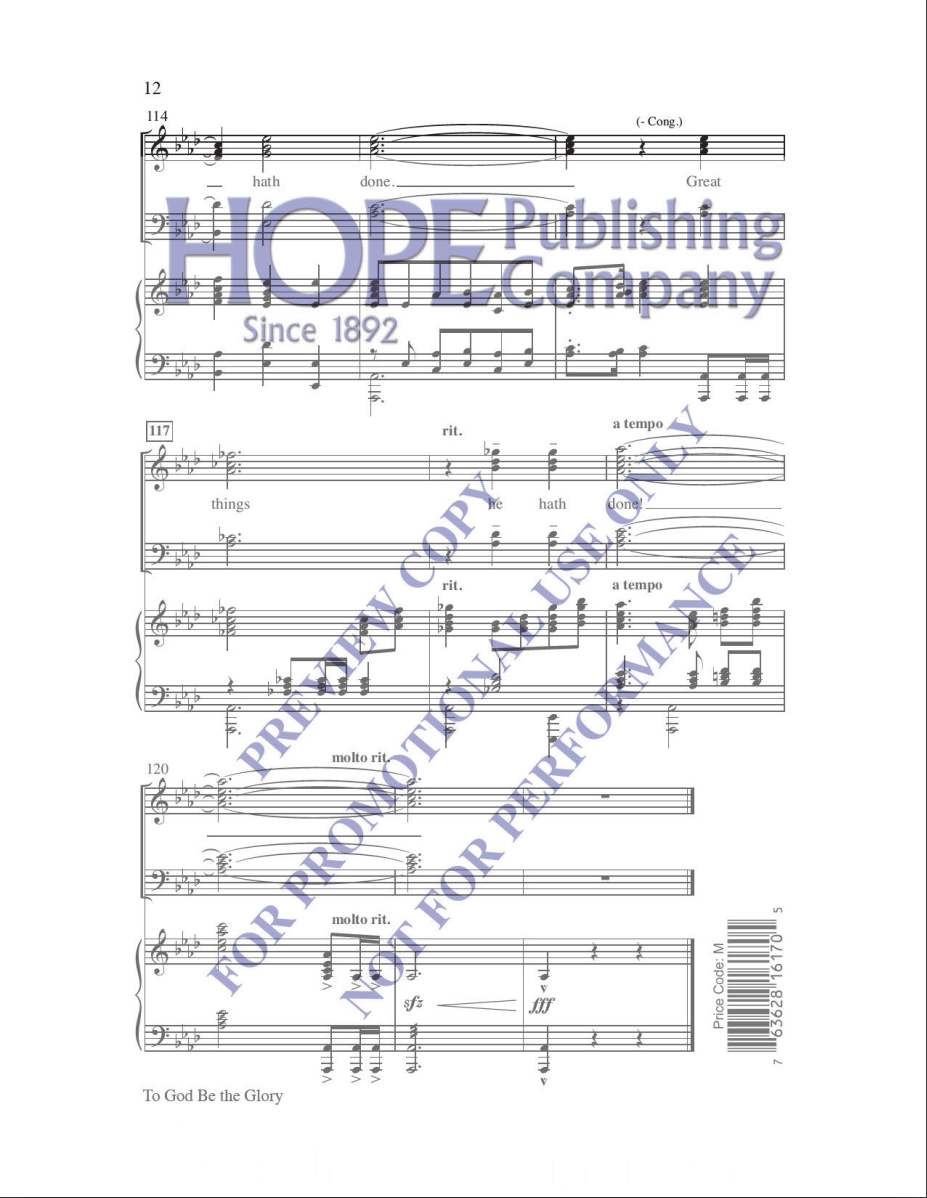 12
114
(- Cong.)
hath done. Great
HOPE Publishing
Company
Since 1892
117
rit. a tempo
things he hath done!
rit. a tempo
PREVIEW COPY
FOR PROMOTIONAL USE ONLY
NOT FOR PERFORMANCE
molto rit.
120
molto rit.
sfz fff
Price Code: M
7 63628 16170 5
To God Be the Glory